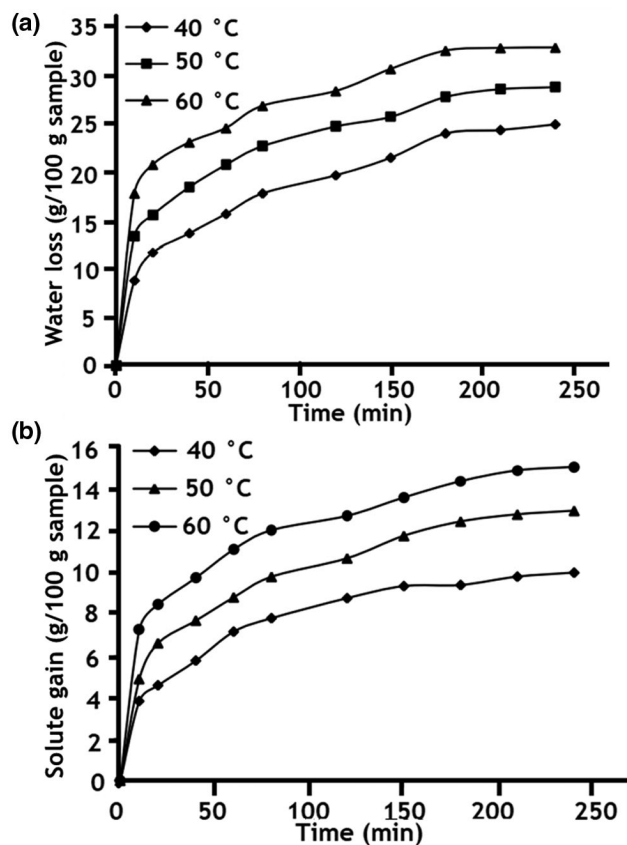 (a)
40 °C
50 °C
60 °C
Water loss (g/100 g sample)
35
30
25
20
15
10
5
0
0 50 100 150 200 250
Time (min)
(b)
40 °C
50 °C
60 °C
Solute gain (g/100 g sample)
16
14
12
10
8
6
4
2
0
0 50 100 150 200 250
Time (min)